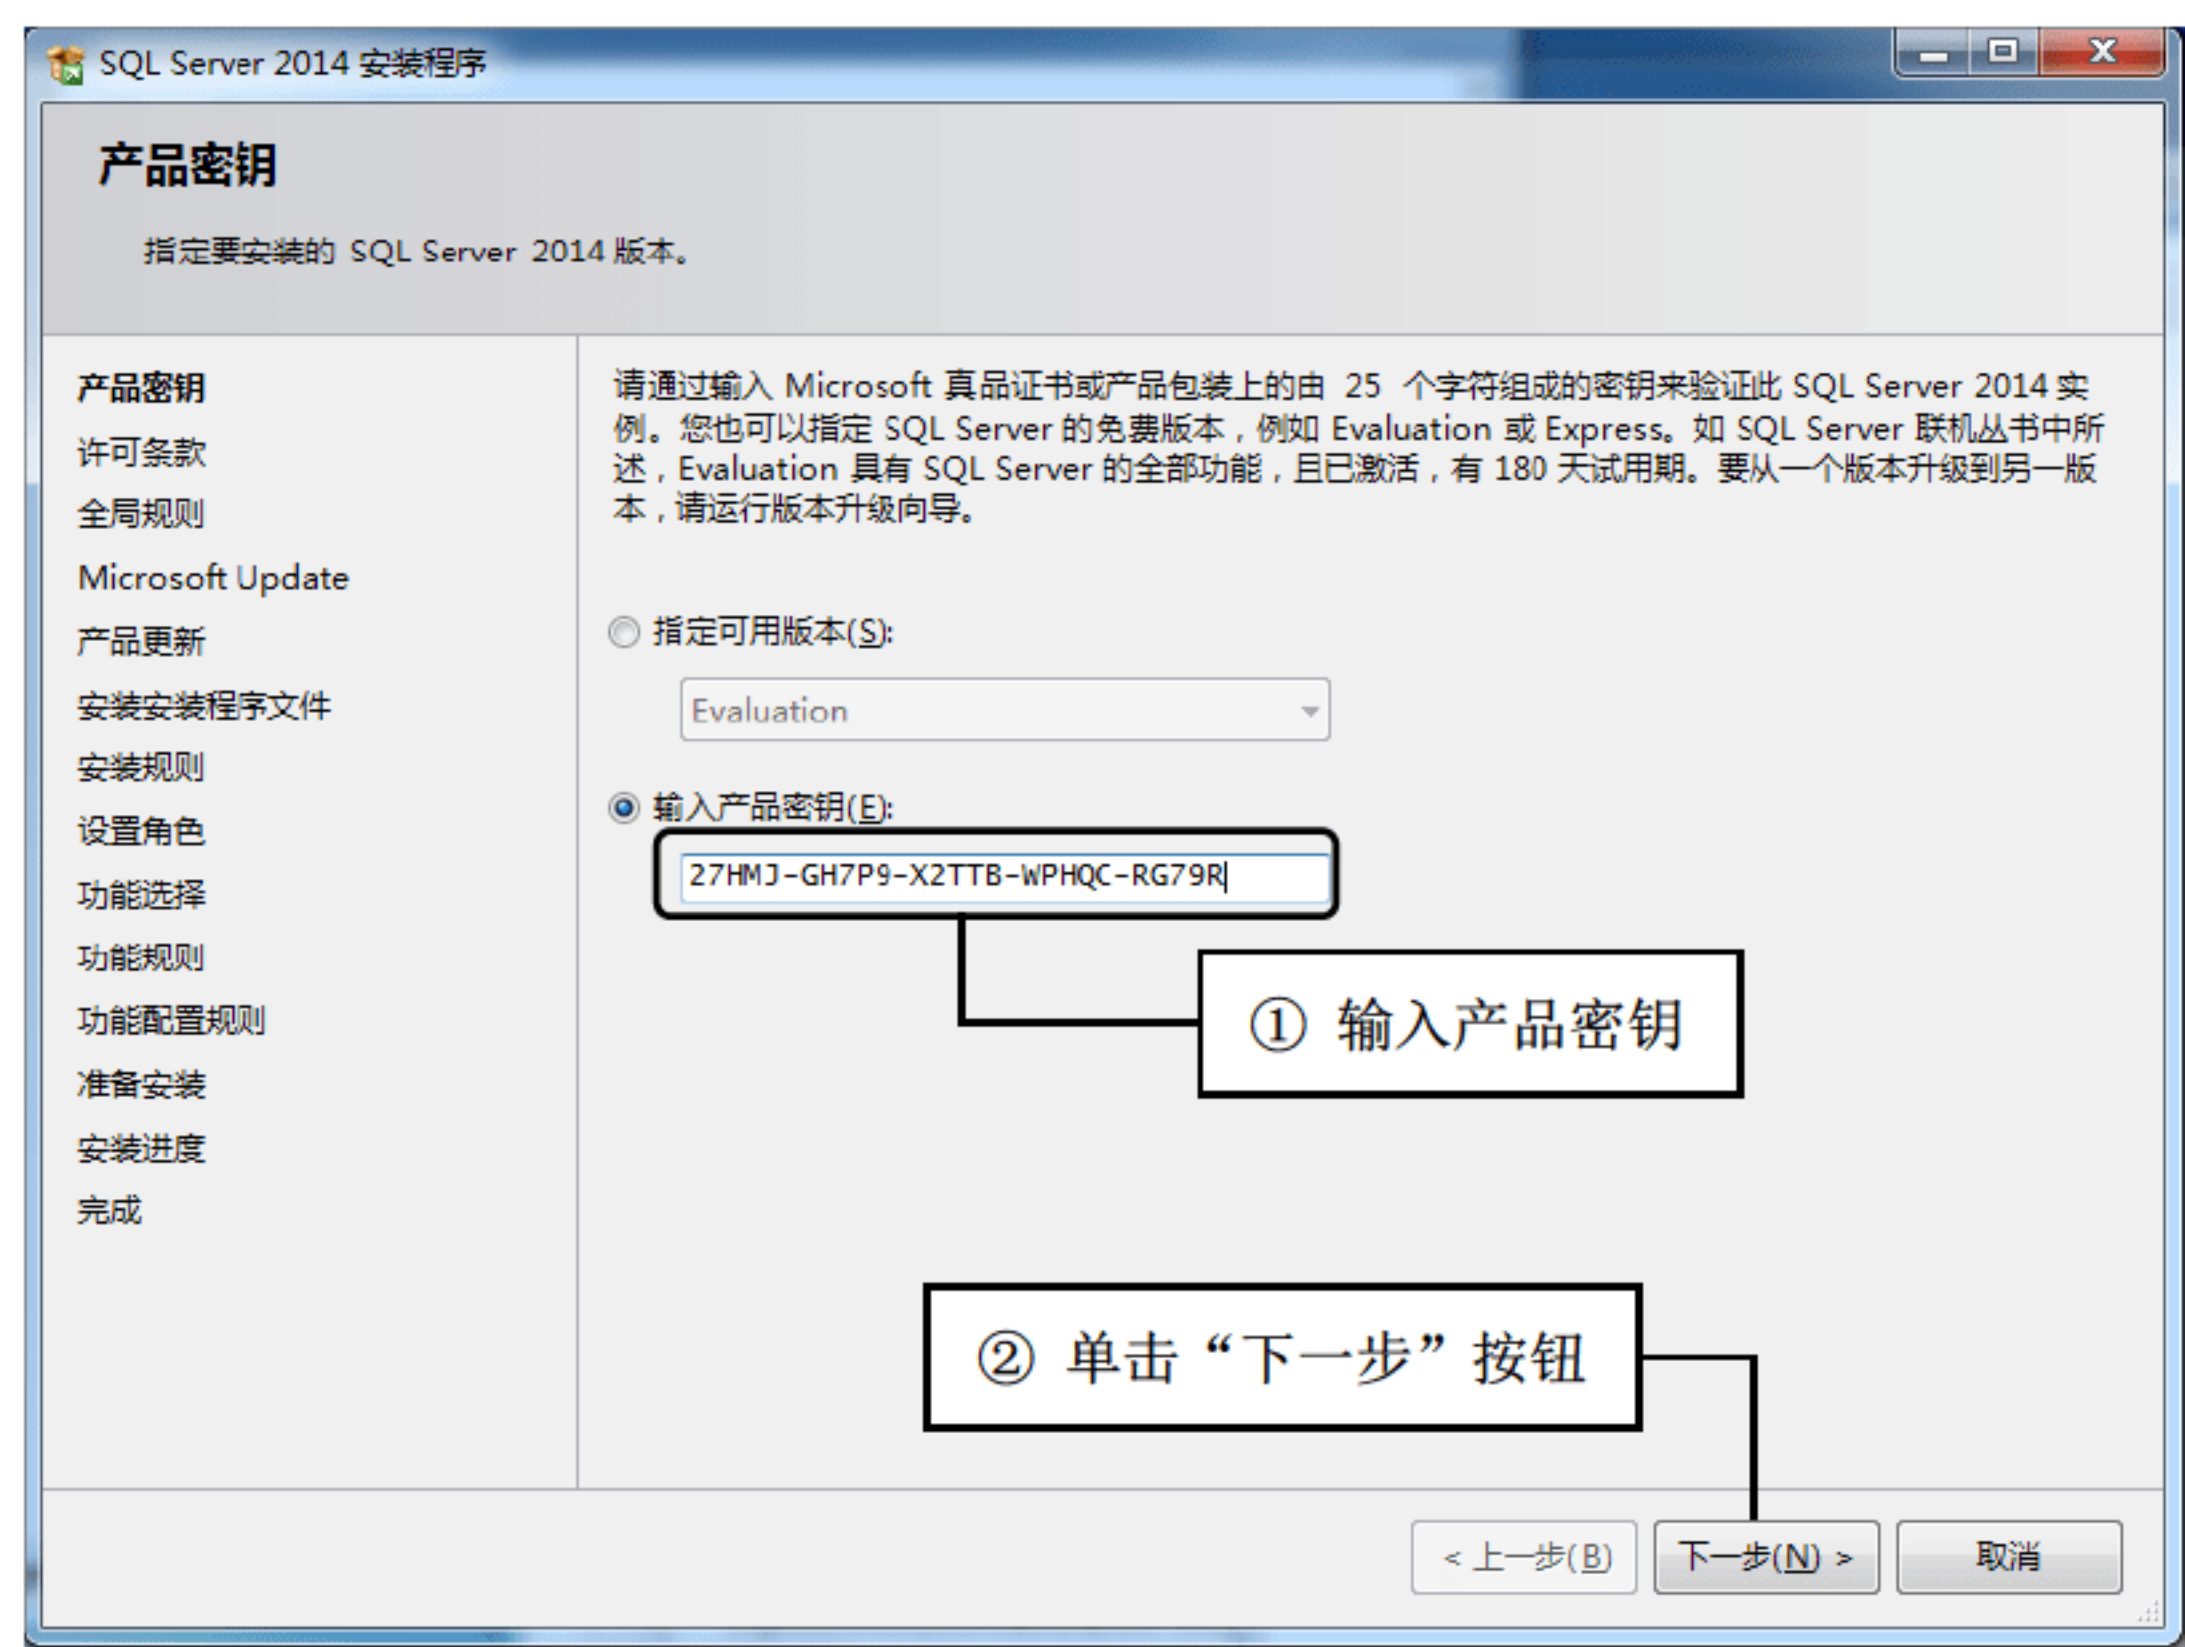 SQL Server 2014 安装程序
产品密钥
指定要安装的 SQL Server 2014 版本。
产品密钥
许可条款
全局规则
Microsoft Update
产品更新
安装安装程序文件
安装规则
设置角色
功能选择
功能规则
功能配置规则
准备安装
安装进度
完成
请通过输入 Microsoft 真品证书或产品包装上的由 25 个字符组成的密钥来验证此 SQL Server 2014 实
例。您也可以指定 SQL Server 的免费版本，例如 Evaluation 或 Express。如 SQL Server 联机丛书中所
述，Evaluation 具有 SQL Server 的全部功能，且已激活，有 180 天试用期。要从一个版本升级到另一版
本，请运行版本升级向导。
指定可用版本(S):
Evaluation
输入产品密钥(E):
27HMJ-GH7P9-X2TTB-WPHQC-RG79R
① 输入产品密钥
② 单击“下一步”按钮
< 上一步(B)
下一步(N) >
取消